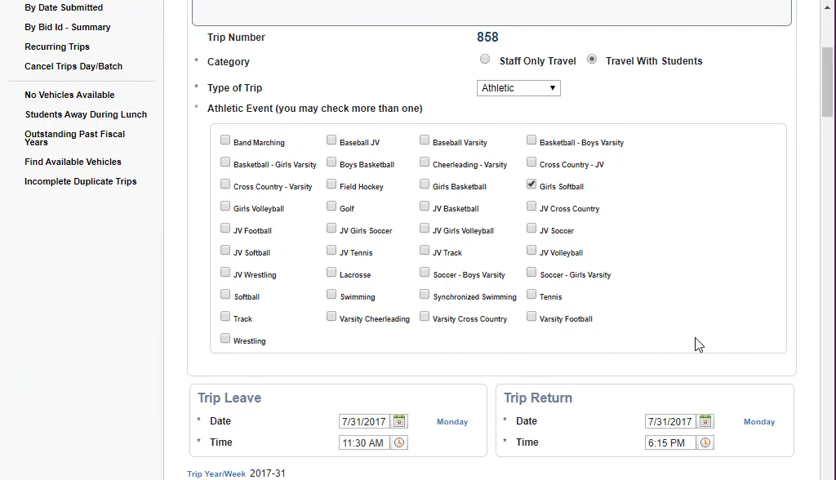 By Date Submitted
By Bid Id - Summary
Recurring Trips
Cancel Trips Day/Batch
No Vehicles Available
Students Away During Lunch
Outstanding Past Fiscal
Years
Find Available Vehicles
Incomplete Duplicate Trips
Trip Number 858
* Category Staff Only Travel Travel With Students
* Type of Trip Athletic
* Athletic Event (you may check more than one)
Band Marching Baseball JV Baseball Varsity Basketball - Boys Varsity
Basketball - Girls Varsity Boys Basketball Cheerleading - Varsity Cross Country - JV
Cross Country - Varsity Field Hockey Girls Basketball Girls Softball
Girls Volleyball Golf JV Basketball JV Cross Country
JV Football JV Girls Soccer JV Girls Volleyball JV Soccer
JV Softball JV Tennis JV Track JV Volleyball
JV Wrestling Lacrosse Soccer - Boys Varsity Soccer - Girls Varsity
Softball Swimming Synchronized Swimming Tennis
Track Varsity Cheerleading Varsity Cross Country Varsity Football
Wrestling
Trip Leave
* Date 7/31/2017 Monday
* Time 11:30 AM
Trip Return
* Date 7/31/2017 Monday
* Time 6:15 PM
Trip Year/Week 2017-31